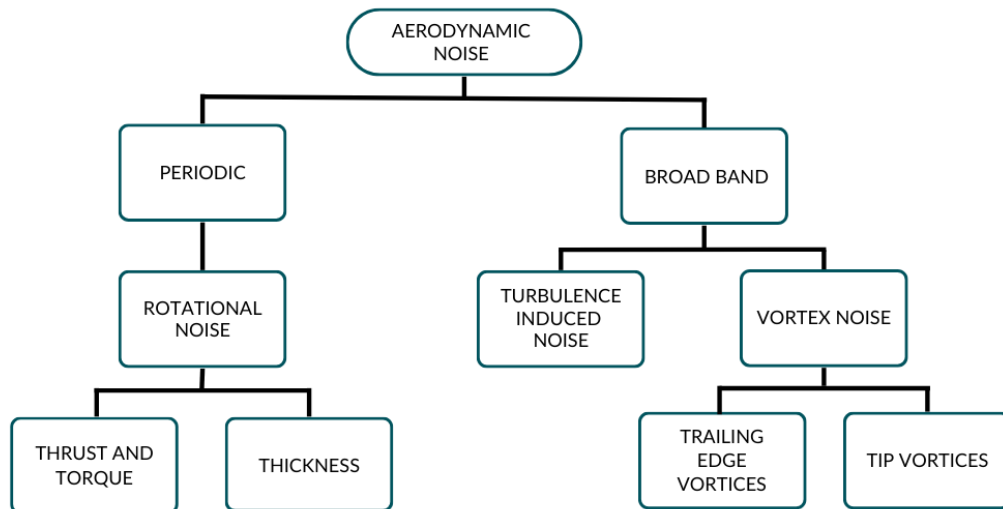 AERODYNAMIC
NOISE
PERIODIC
BROAD BAND
ROTATIONAL
NOISE
TURBULENCE
INDUCED
NOISE
VORTEX NOISE
THRUST AND
TORQUE
THICKNESS
TRAILING
EDGE
VORTICES
TIP VORTICES